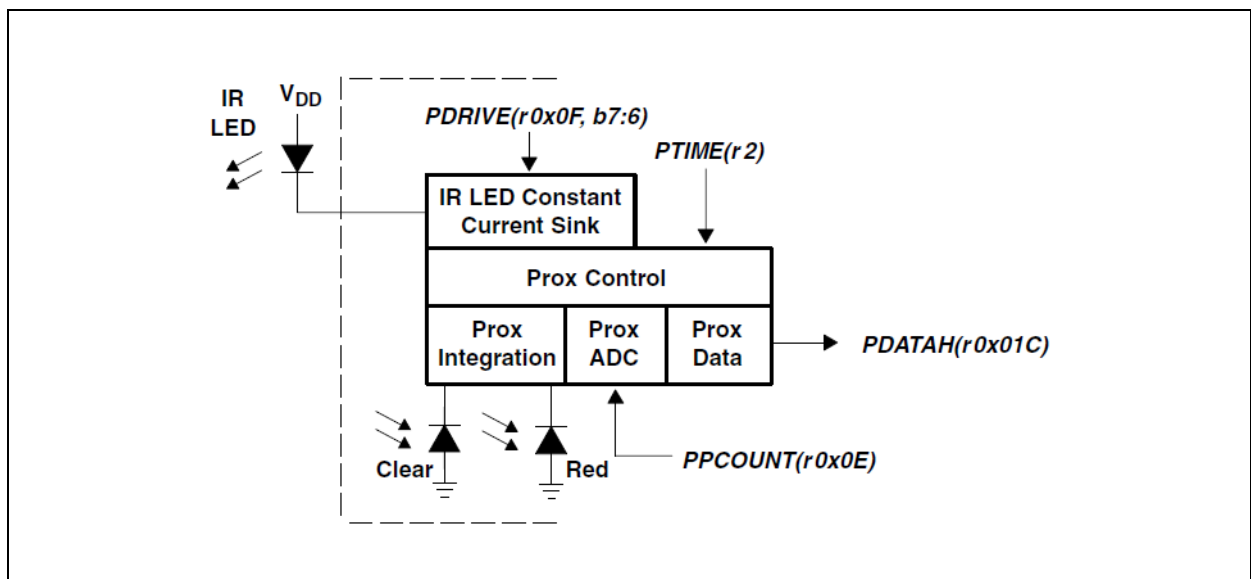 IR
LED
VDD
PDRIVE(r0x0F, b7:6)
PTIME(r2)
IR LED Constant
Current Sink
Prox Control
Prox
Integration
Prox
ADC
Prox
Data
PDATAH(r0x01C)
Clear
Red
PPCOUNT(r0x0E)